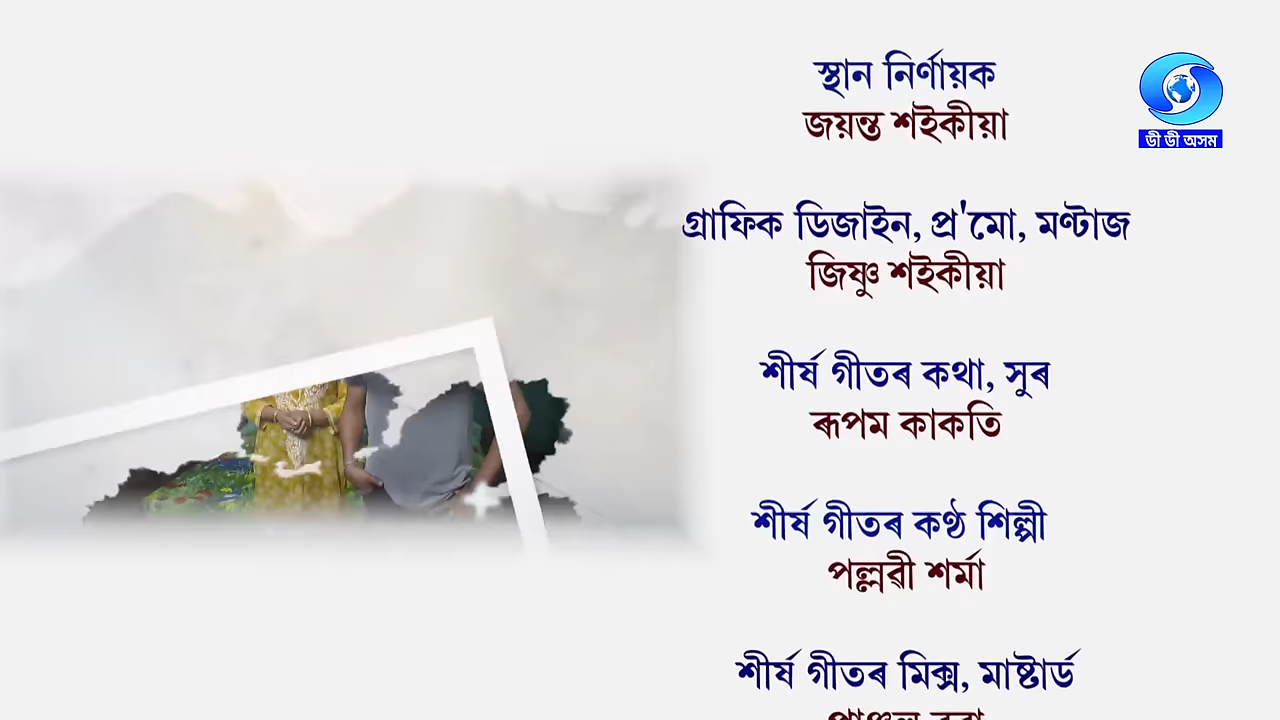 স্থান নিৰ্ণায়ক
জয়ন্ত শইকীয়া
ডী ডী অসম
গ্ৰাফিক ডিজাইন, প্ৰ'মো, মণ্টাজ
জিষ্ণু শইকীয়া
শীৰ্ষ গীতৰ কথা, সুৰ
ৰূপম কাকতি
শীৰ্ষ গীতৰ কণ্ঠ শিল্পী
পল্লৱী শৰ্মা
শীৰ্ষ গীতৰ মিক্স, মাষ্টাৰ্ড